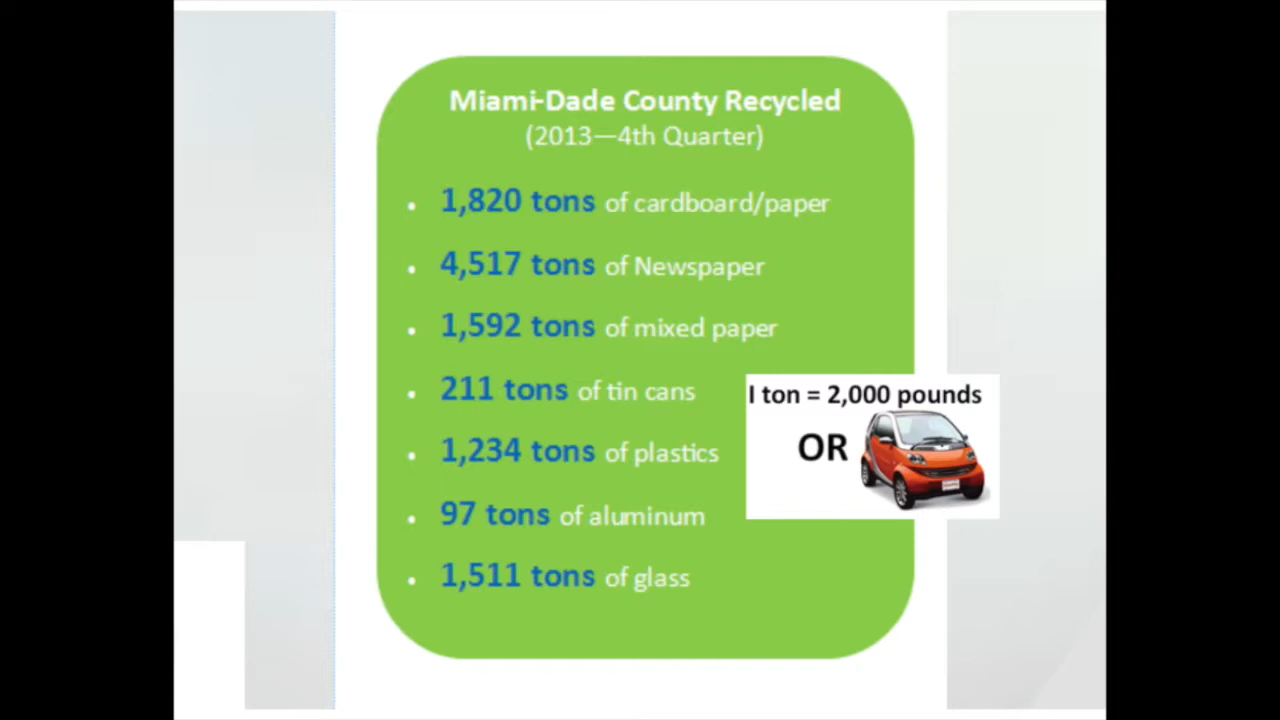 Miami-Dade County Recycled
(2013—4th Quarter)
• 1,820 tons of cardboard/paper
• 4,517 tons of Newspaper
• 1,592 tons of mixed paper
• 211 tons of tin cans
• 1,234 tons of plastics
• 97 tons of aluminum
• 1,511 tons of glass
I ton = 2,000 pounds
OR